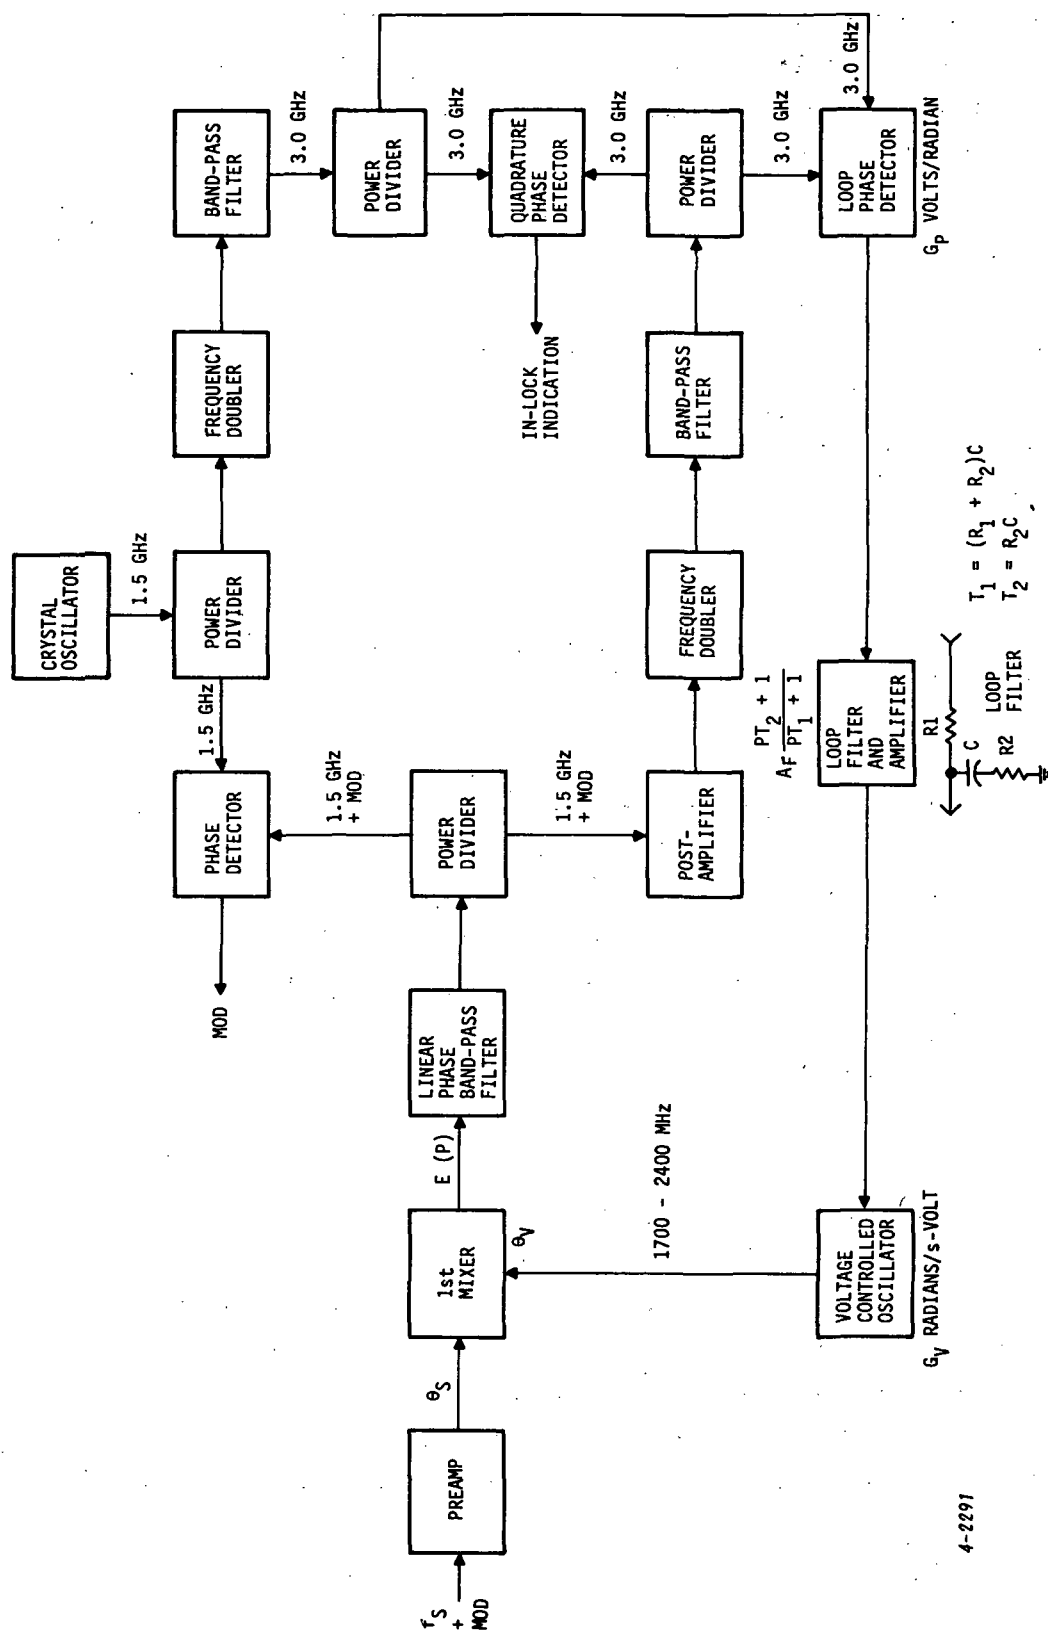 CRYSTAL
OSCILLATOR
1.5 GHz
MOD
PHASE
DETECTOR
1.5 GHz
POWER
DIVIDER
FREQUENCY
DOUBLER
BAND-PASS
FILTER
3.0 GHz
1.5 GHz
+ MOD
IN-LOCK
INDICATION
POWER
DIVIDER
3.0 GHz
QUADRATURE
PHASE
DETECTOR
f_S
+
MOD
PREAMP
θ_S
1st
MIXER
E (P)
LINEAR
PHASE
BAND-PASS
FILTER
POWER
DIVIDER
θ_V
1700 - 2400 MHz
1.5 GHz
+ MOD
POST-
AMPLIFIER
FREQUENCY
DOUBLER
BAND-PASS
FILTER
3.0 GHz
POWER
DIVIDER
3.0 GHz
3.0 GHz
A_F (PT_2 + 1)/(PT_1 + 1)
VOLTAGE
CONTROLLED
OSCILLATOR
LOOP
FILTER
AND
AMPLIFIER
LOOP
PHASE
DETECTOR
G_V RADIANS/s-VOLT
G_P VOLTS/RADIAN
R1
C
R2
LOOP
FILTER
T_1 = (R_1 + R_2)C
T_2 = R_2C
4-2291